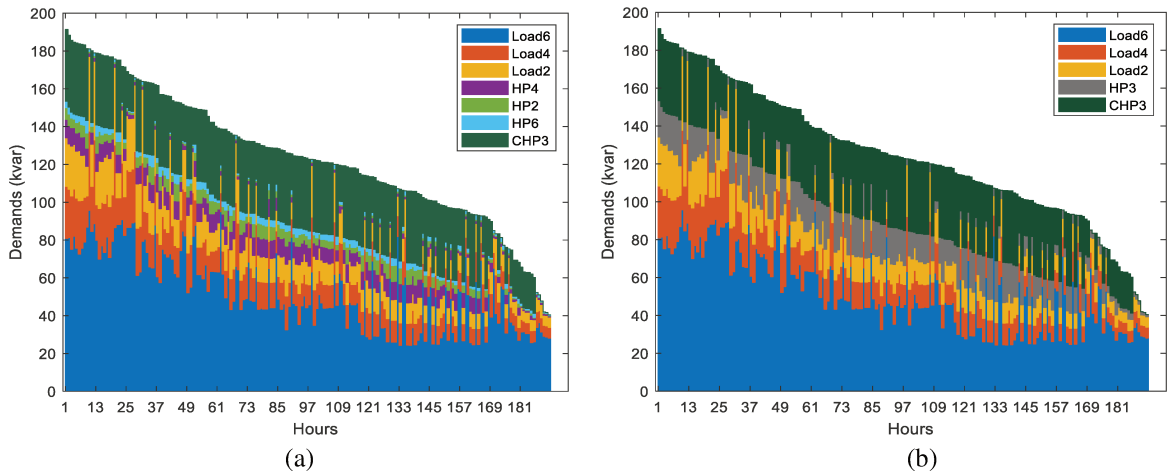 200
180
160
140
120
100
80
60
40
20
0
Demands (kvar)
1 13 25 37 49 61 73 85 97 109 121 133 145 157 169 181
Hours
Load6
Load4
Load2
HP4
HP2
HP6
CHP3
(a)
200
180
160
140
120
100
80
60
40
20
0
Demands (kvar)
1 13 25 37 49 61 73 85 97 109 121 133 145 157 169 181
Hours
Load6
Load4
Load2
HP3
CHP3
(b)